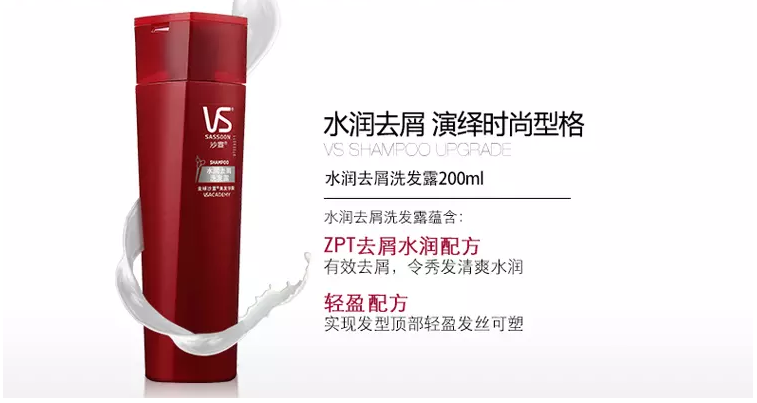 VS
SASSOON
沙宣®
SHAMPOO
水润去屑
洗发露
VSACADEMY
水润去屑 演绎时尚型格
VS SHAMPOO UPGRADE
水润去屑洗发露200ml
水润去屑洗发露蕴含:
ZPT去屑水润配方
有效去屑，令秀发清爽水润
轻盈配方
实现发型顶部轻盈发丝可塑